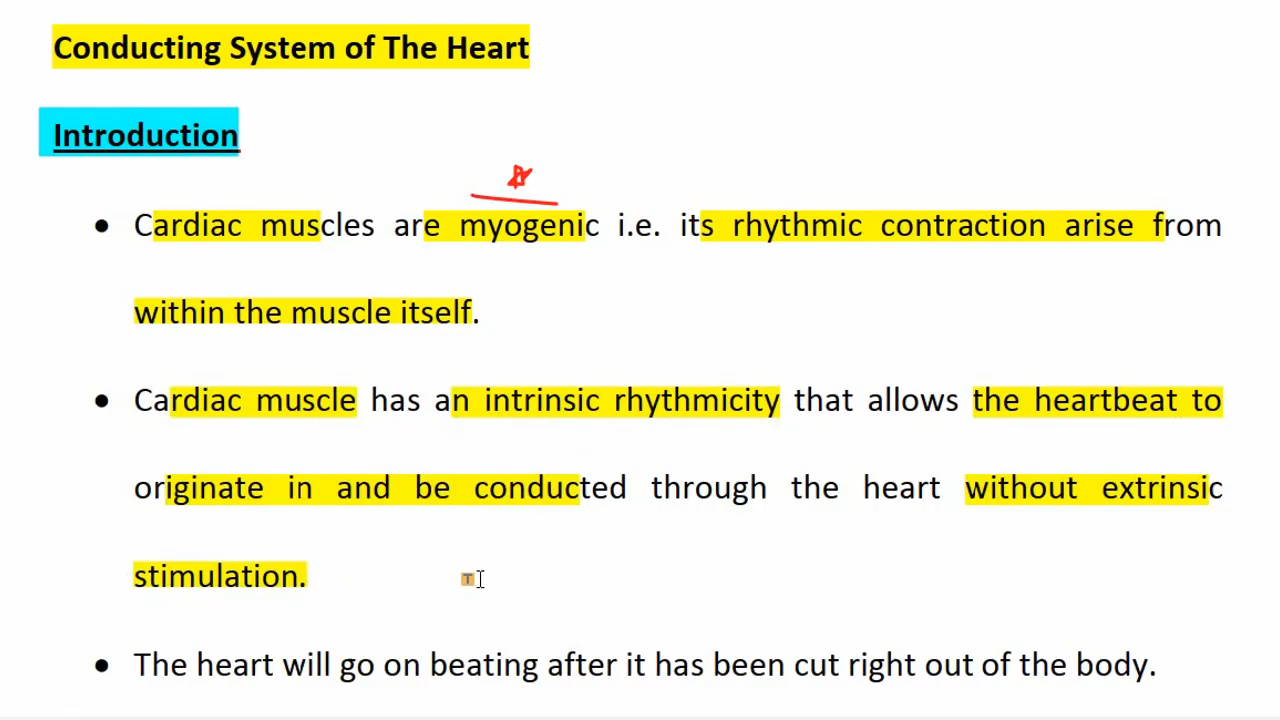 Conducting System of The Heart
Introduction
• Cardiac muscles are myogenic i.e. its rhythmic contraction arise from
within the muscle itself.
• Cardiac muscle has an intrinsic rhythmicity that allows the heartbeat to
originate in and be conducted through the heart without extrinsic
stimulation.
T
• The heart will go on beating after it has been cut right out of the body.